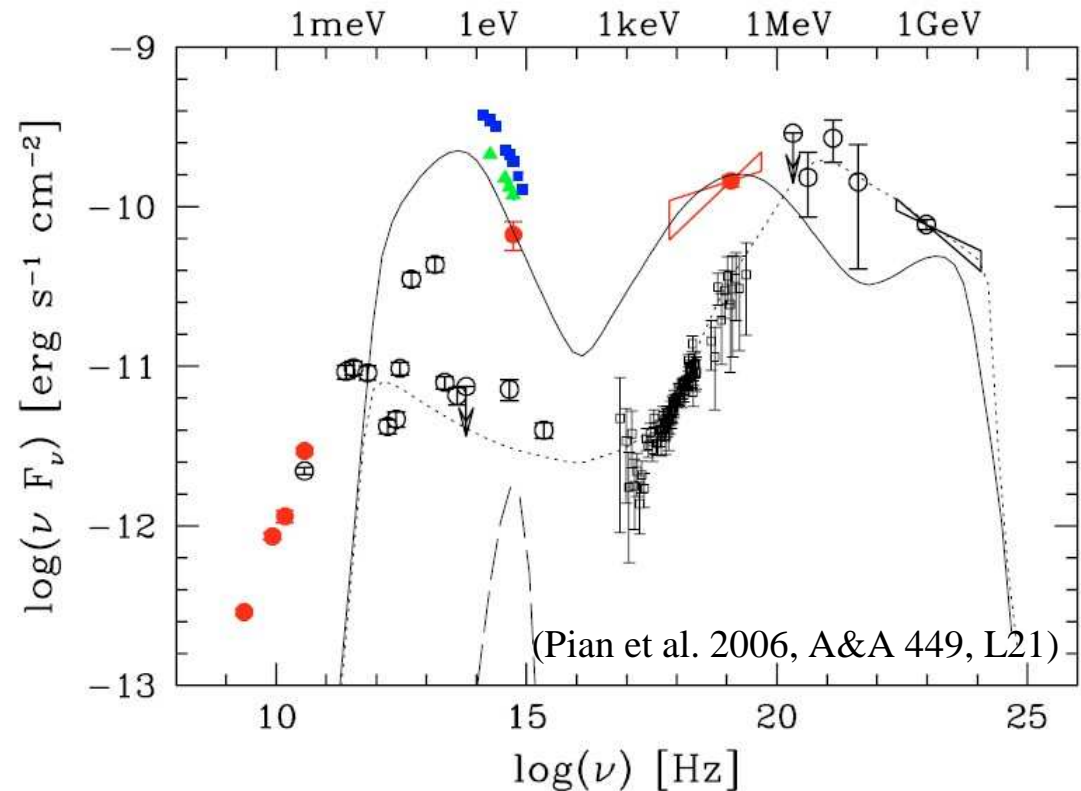 1meV 1eV 1keV 1MeV 1GeV
−9
−10
−11
−12
−13
log(ν F_ν) [erg s⁻¹ cm⁻²]
(Pian et al. 2006, A&A 449, L21)
10 15 20 25
log(ν) [Hz]